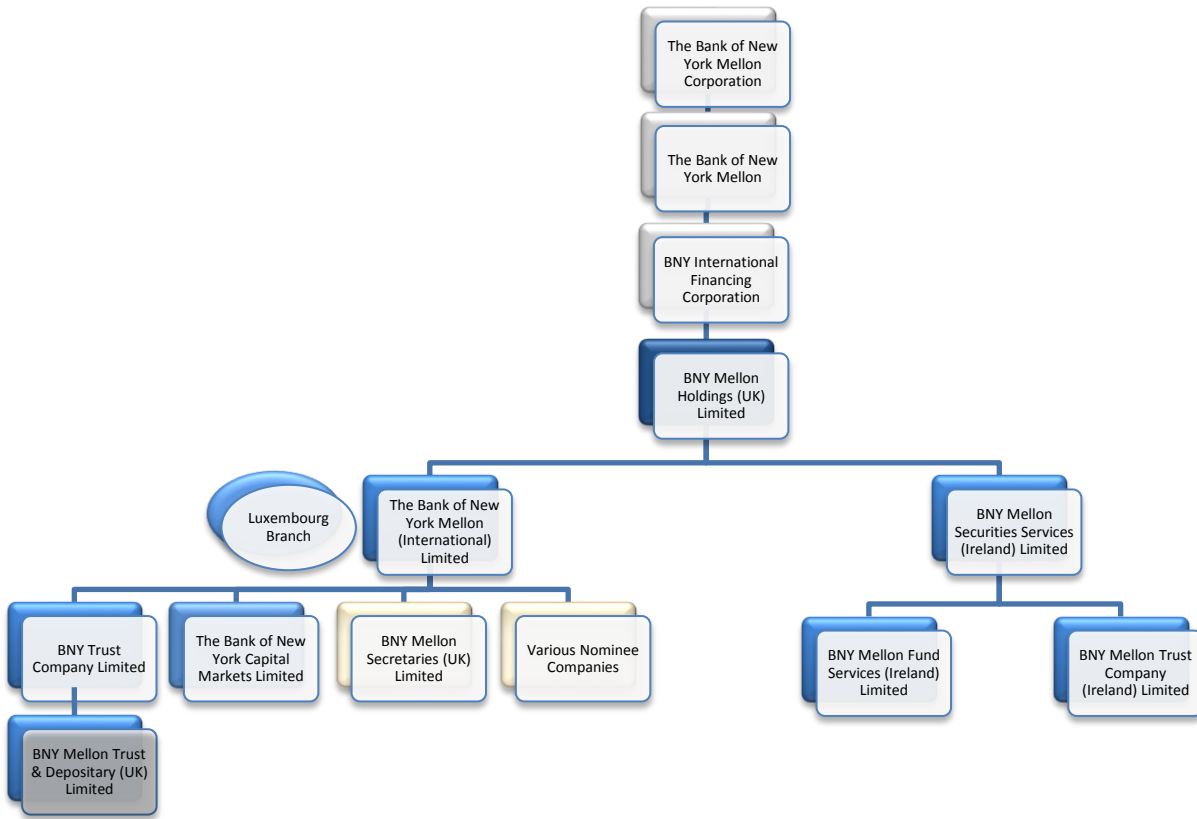 The Bank of New
York Mellon
Corporation
The Bank of New
York Mellon
BNY International
Financing
Corporation
BNY Mellon
Holdings (UK)
Limited
Luxembourg
Branch
The Bank of New
York Mellon
(International)
Limited
BNY Mellon
Securities Services
(Ireland) Limited
BNY Trust
Company Limited
The Bank of New
York Capital
Markets Limited
BNY Mellon
Secretaries (UK)
Limited
Various Nominee
Companies
BNY Mellon Fund
Services (Ireland)
Limited
BNY Mellon Trust
Company
(Ireland) Limited
BNY Mellon Trust
& Depositary (UK)
Limited